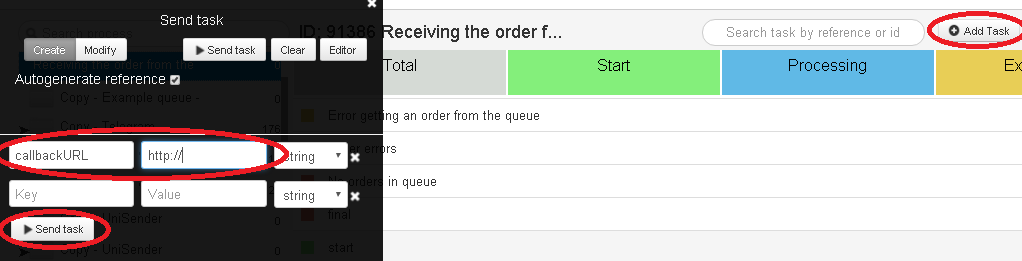 Send task
Create Modify Send task Clear Editor
Autogenerate reference
Search process
Receiving the order from the
Copy - Example queue - 0
Copy - Telegram 176
callbackURL http:// string
Key Value string
Send task
UniSender 0
Copy - UniSender 0
ID: 91386 Receiving the order f...
Search task by reference or id
Add Task
Total Start Processing Ex
Error getting an order from the queue
errors
orders in queue
final
start